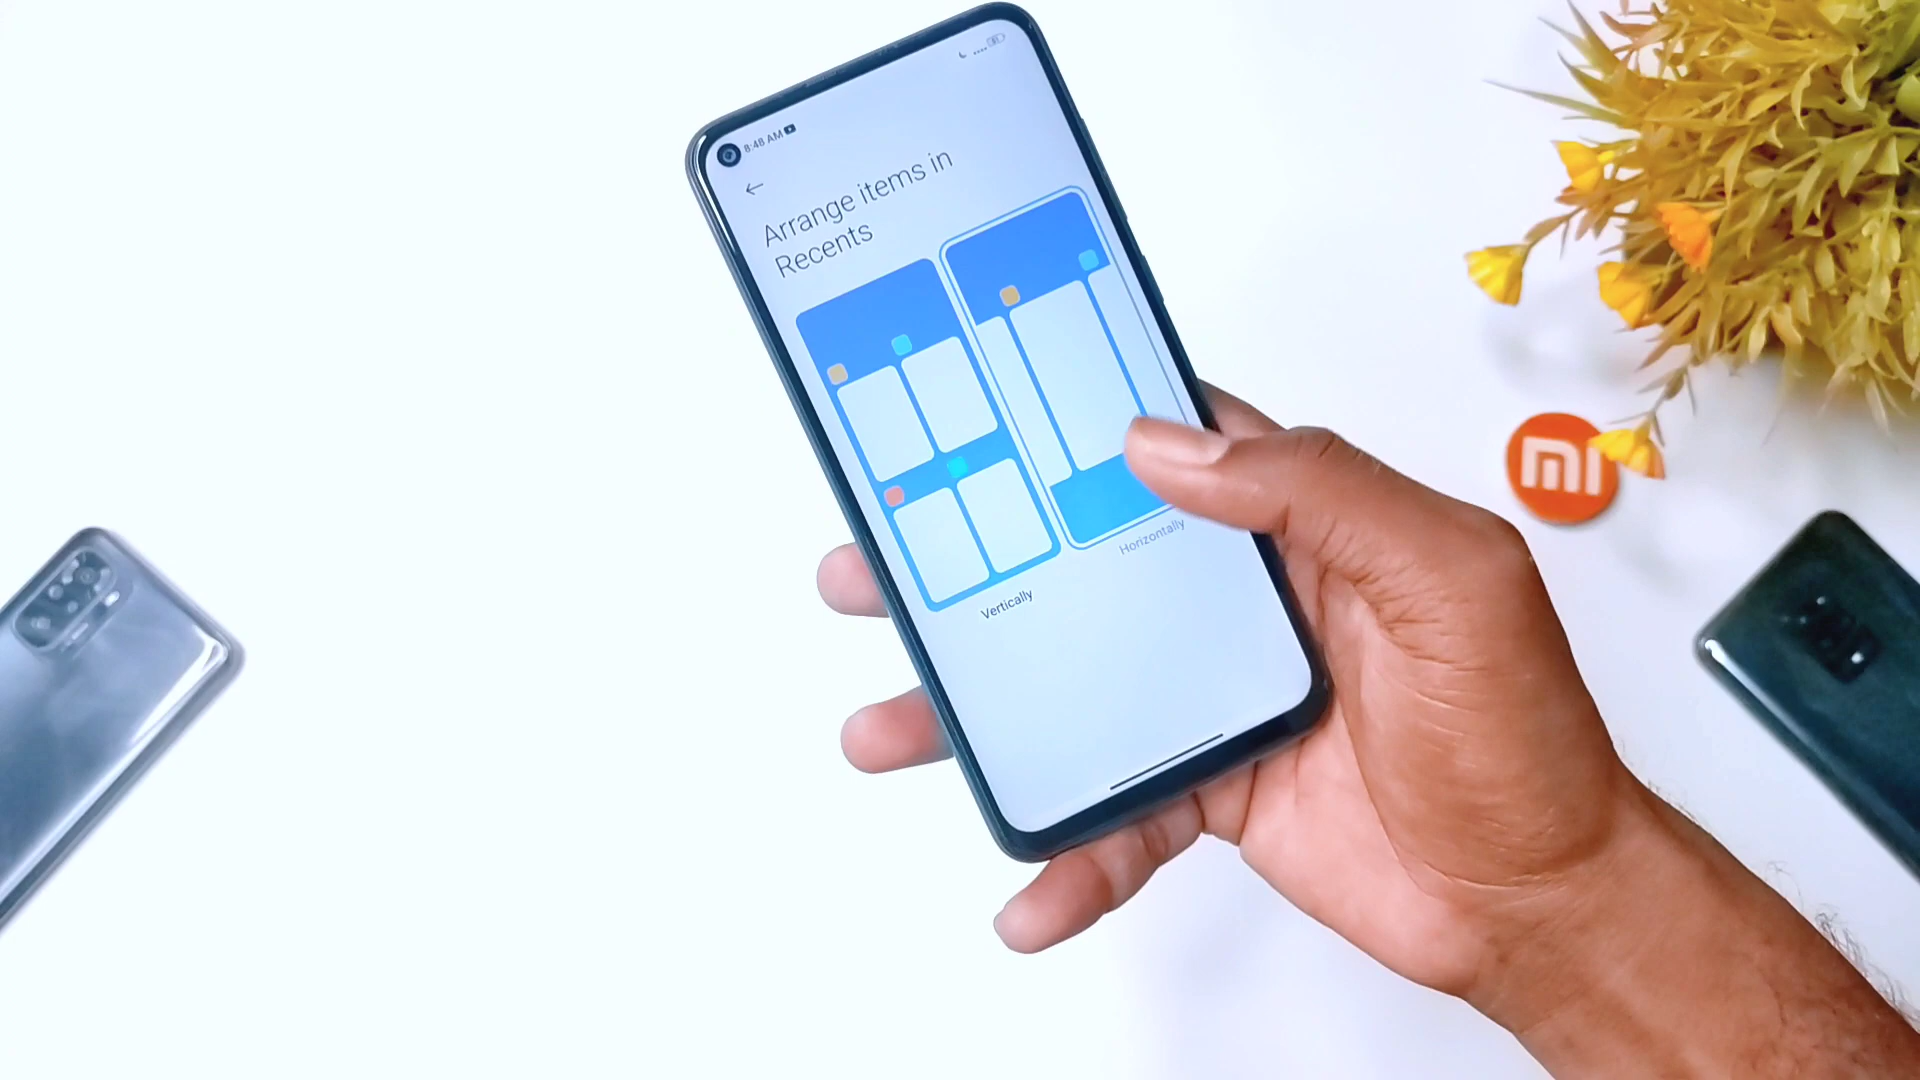 8:48 AM
Arrange items in
Recents
Vertically
Horizontally
mi